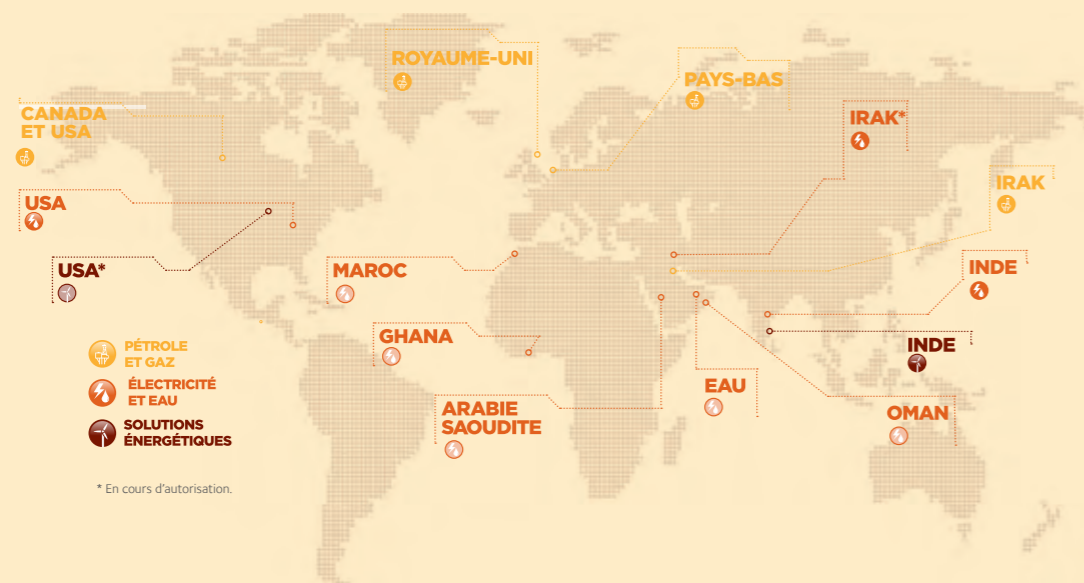 ROYAUME-UNI
PAYS-BAS
CANADA
ET USA
IRAK*
IRAK
USA
USA*
MAROC
INDE
GHANA
INDE
PÉTROLE
ET GAZ
ÉLECTRICITÉ
ET EAU
SOLUTIONS
ÉNERGÉTIQUES
EAU
ARABIE
SAOUDITE
OMAN
* En cours d'autorisation.